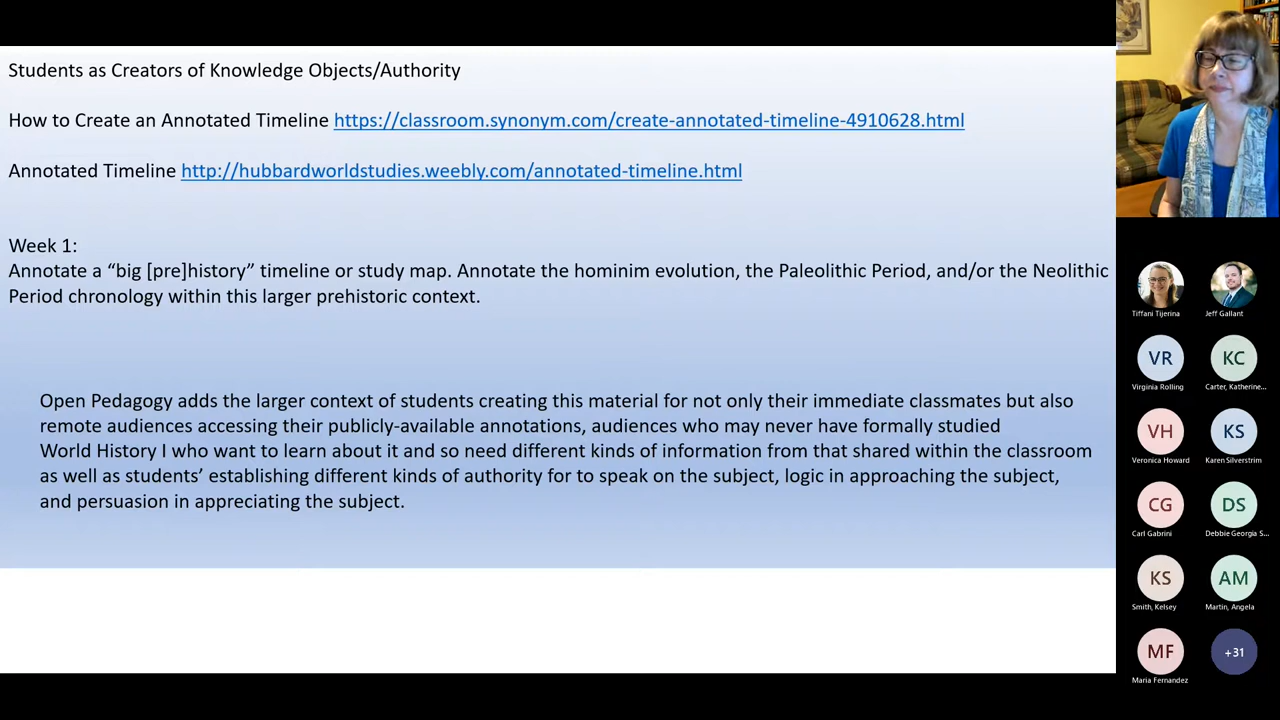 Students as Creators of Knowledge Objects/Authority
How to Create an Annotated Timeline https://classroom.synonym.com/create-annotated-timeline-4910628.html
Annotated Timeline http://hubbardworldstudies.weebly.com/annotated-timeline.html
Week 1:
Annotate a “big [pre]history” timeline or study map. Annotate the hominim evolution, the Paleolithic Period, and/or the Neolithic
Period chronology within this larger prehistoric context.
Open Pedagogy adds the larger context of students creating this material for not only their immediate classmates but also
remote audiences accessing their publicly-available annotations, audiences who may never have formally studied
World History I who want to learn about it and so need different kinds of information from that shared within the classroom
as well as students’ establishing different kinds of authority for to speak on the subject, logic in approaching the subject,
and persuasion in appreciating the subject.
Tiffani Tijerina
Jeff Gallant
VR
KC
Virginia Rolling
Carter, Katherine...
VH
KS
Veronica Howard
Karen Silverstrim
CG
DS
Carl Gabrini
Debbie Georgia S...
KS
AM
Smith, Kelsey
Martin, Angela
MF
+31
Maria Fernandez